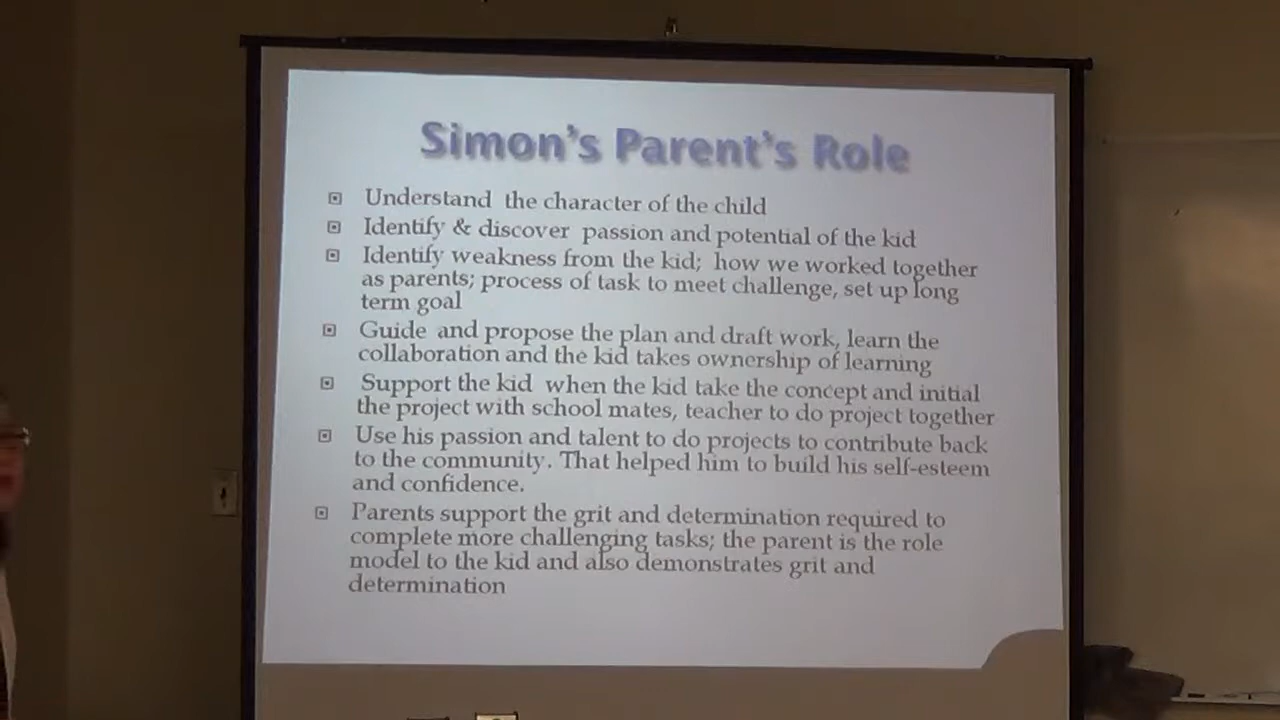 Simon's Parent's Role
Understand the character of the child
Identify & discover passion and potential of the kid
Identify weakness from the kid; how we worked together
as parents; process of task to meet challenge, set up long
term goal
Guide and propose the plan and draft work, learn the
collaboration and the kid takes ownership of learning
Support the kid when the kid take the concept and initial
the project with school mates, teacher to do project together
Use his passion and talent to do projects to contribute back
to the community. That helped him to build his self-esteem
and confidence.
Parents support the grit and determination required to
complete more challenging tasks; the parent is the role
model to the kid and also demonstrates grit and
determination